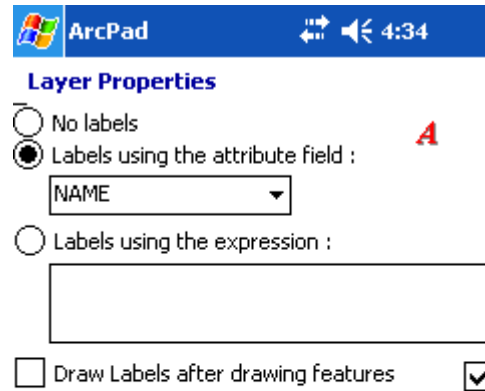 ArcPad 4:34
Layer Properties
No labels
A
Labels using the attribute field :
NAME
Labels using the expression :
Draw Labels after drawing features